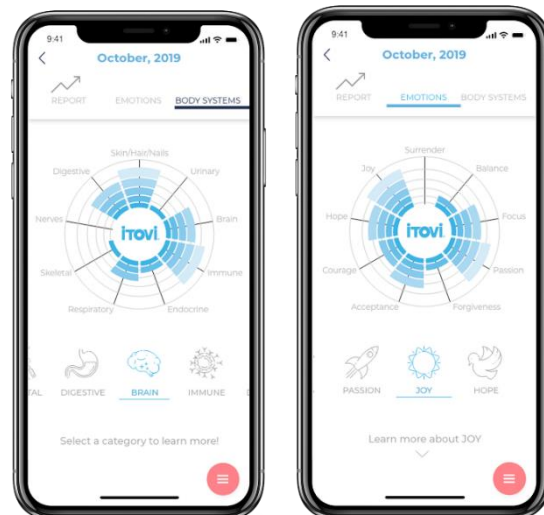 9:41
October, 2019
REPORT EMOTIONS BODY SYSTEMS
Skin/Hair/Nails
Digestive Urinary
Nerves Brain
iTOVi
Skeletal Immune
Respiratory Endocrine
DIGESTIVE BRAIN IMMUNE
Select a category to learn more!
9:41
October, 2019
REPORT EMOTIONS BODY SYSTEMS
Surrender
Joy Balance
Hope Focus
iTOVi
Courage Passion
Acceptance Forgiveness
PASSION JOY HOPE
Learn more about JOY